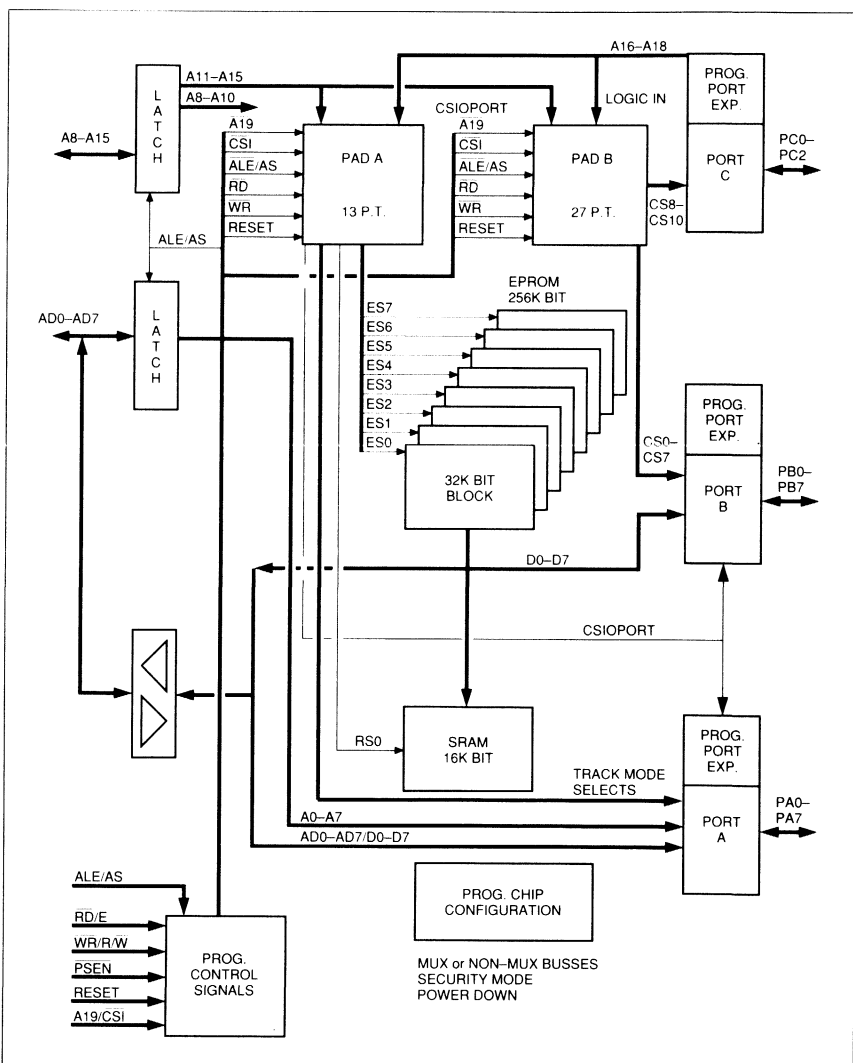 A16–A18
A11–A15
A8–A10
L
A
T
C
H
A8–A15
CSIOPORT
LOGIC IN
PROG.
PORT
EXP.
PORT
C
PC0–
PC2
A19
CSI
ALE/AS
RD
WR
RESET
PAD A
13 P.T.
A19
CSI
ALE/AS
RD
WR
RESET
PAD B
27 P.T.
CS8–
CS10
ALE/AS
AD0–AD7
L
A
T
C
H
EPROM
256K BIT
ES7
ES6
ES5
ES4
ES3
ES2
ES1
ES0
32K BIT
BLOCK
CS0–
CS7
PROG.
PORT
EXP.
PORT
B
PB0–
PB7
D0–D7
CSIOPORT
RS0
SRAM
16K BIT
TRACK MODE
SELECTS
A0–A7
AD0–AD7/D0–D7
PROG.
PORT
EXP.
PORT
A
PA0–
PA7
ALE/AS
RD/E
WR/R/W
PSEN
RESET
A19/CSI
PROG.
CONTROL
SIGNALS
PROG. CHIP
CONFIGURATION
MUX or NON–MUX BUSSES
SECURITY MODE
POWER DOWN